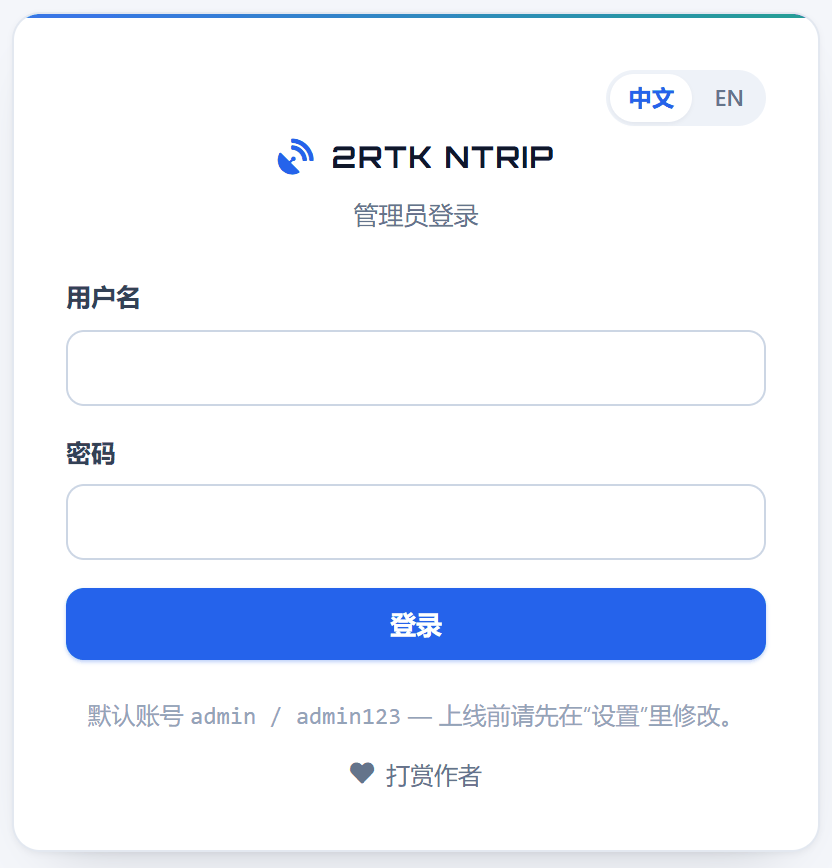 中文 EN
2RTK NTRIP
管理员登录
用户名
密码
登录
默认账号 admin / admin123 — 上线前请先在“设置”里修改。
打赏作者